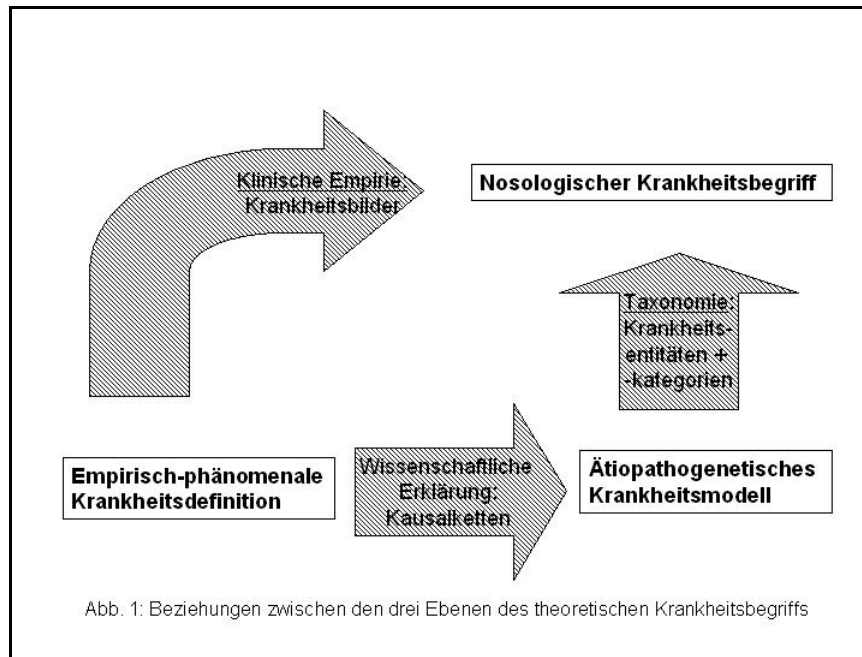 Klinische Empirie:
Krankheitsbilder
Nosologischer Krankheitsbegriff
Taxonomie:
Krankheits-
entitäten +
-kategorien
Empirisch-phänomenale
Krankheitsdefinition
Wissenschaftliche
Erklärung:
Kausalketten
Ätiopathogenetisches
Krankheitsmodell
Abb. 1: Beziehungen zwischen den drei Ebenen des theoretischen Krankheitsbegriffs